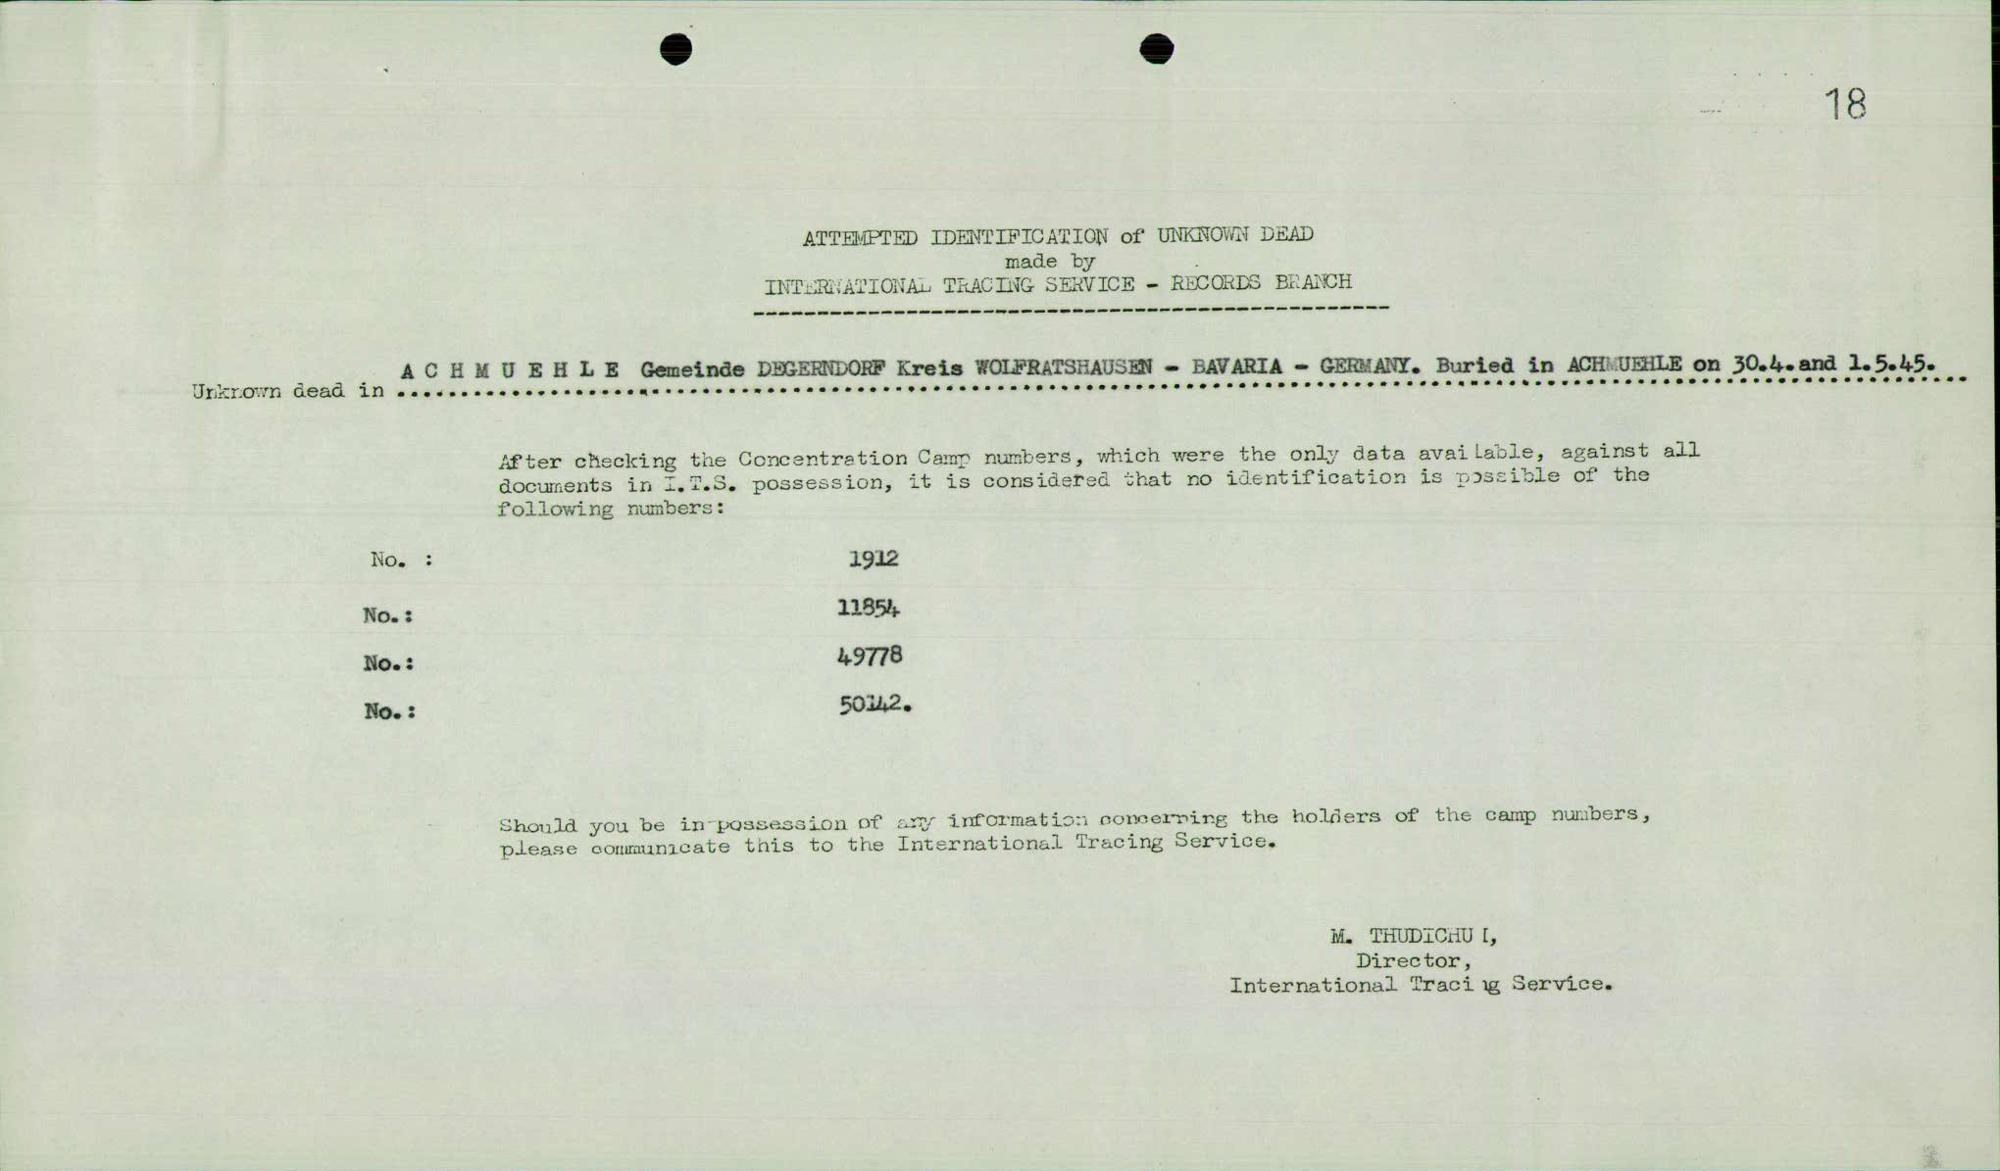 18
ATTEMPTED IDENTIFICATION of UNKNOWN DEAD
made by
INTERNATIONAL TRACING SERVICE - RECORDS BRANCH
A C H M U E H L E Gemeinde DEGERNDORF Kreis WOLFRATSHAUSEN - BAVARIA - GERMANY. Buried in ACHMUEHLE on 30.4.and 1.5.45.
Unknown dead in
After checking the Concentration Camp numbers, which were the only data available, against all
documents in I.T.S. possession, it is considered that no identification is possible of the
following numbers:
No. : 1912
No.: 11854
No.: 49778
No.: 50142.
Should you be in possession of any information concerning the holders of the camp numbers,
please communicate this to the International Tracing Service.
M. THUDICHUM,
Director,
International Tracing Service.